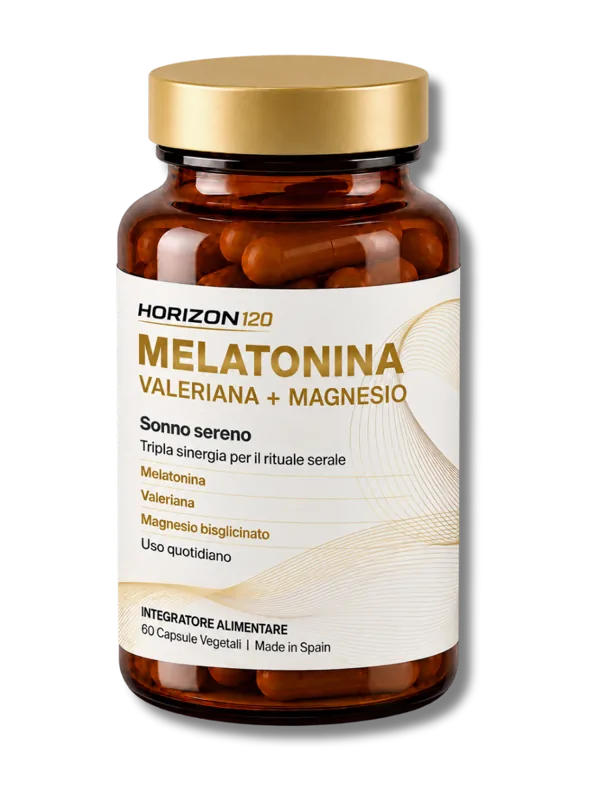 HORIZON120
MELATONINA
VALERIANA + MAGNESIO
Sonno sereno
Tripla sinergia per il rituale serale
Melatonina
Valeriana
Magnesio bisglicinato
Uso quotidiano
INTEGRATORE ALIMENTARE
60 Capsule Vegetali | Made in Spain